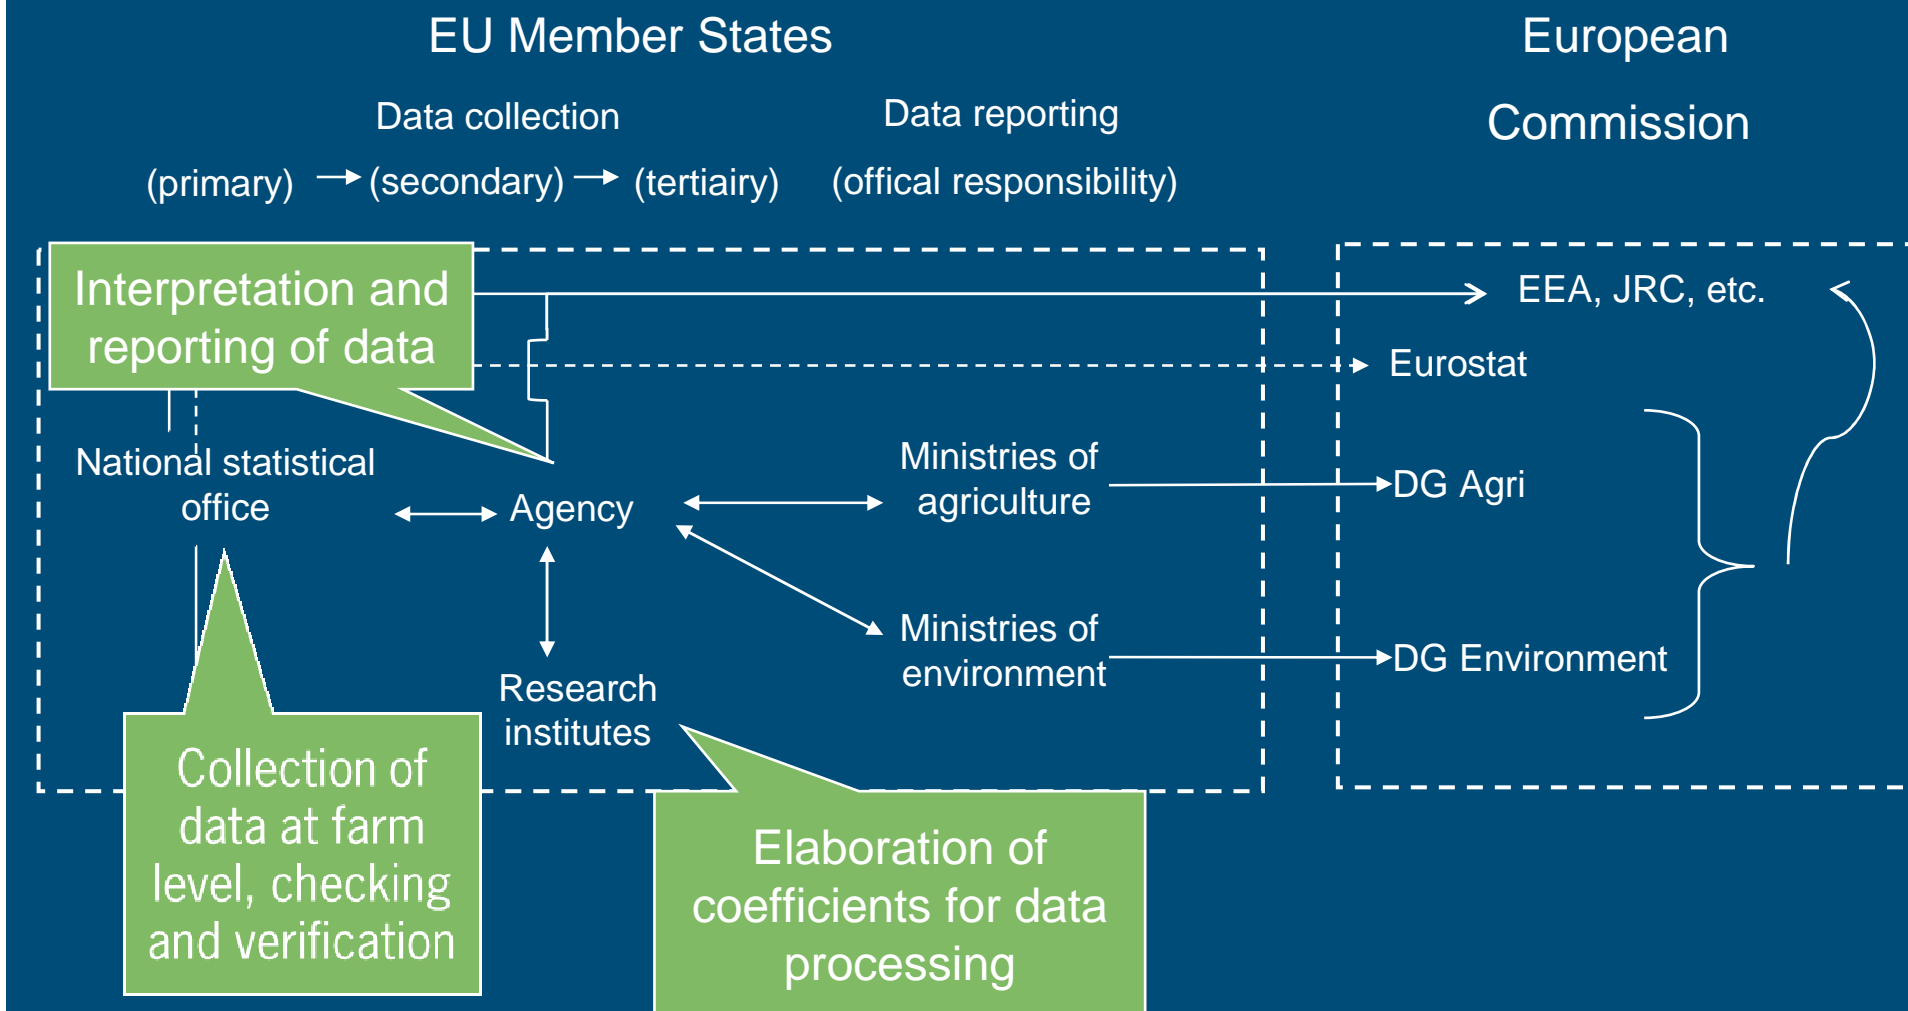 EU Member States
European
Commission
Data collection
Data reporting
(primary)
(secondary)
(tertiairy)
(offical responsibility)
Interpretation and
reporting of data
EEA, JRC, etc.
Eurostat
National statistical
office
Agency
Ministries of
agriculture
DG Agri
Research
institutes
Ministries of
environment
DG Environment
Collection of
data at farm
level, checking
and verification
Elaboration of
coefficients for data
processing